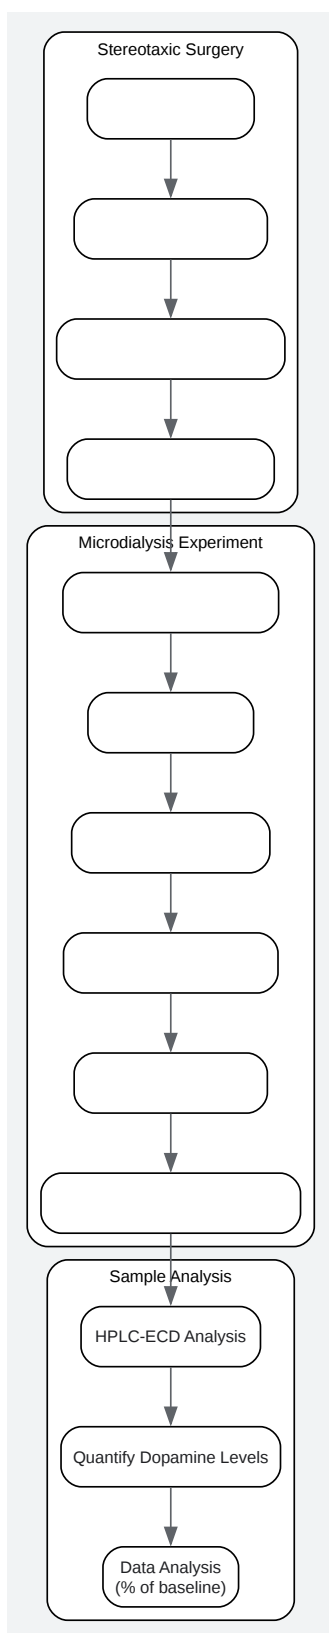 Stereotaxic Surgery
Microdialysis Experiment
Sample Analysis
HPLC-ECD Analysis
Quantify Dopamine Levels
Data Analysis
(% of baseline)